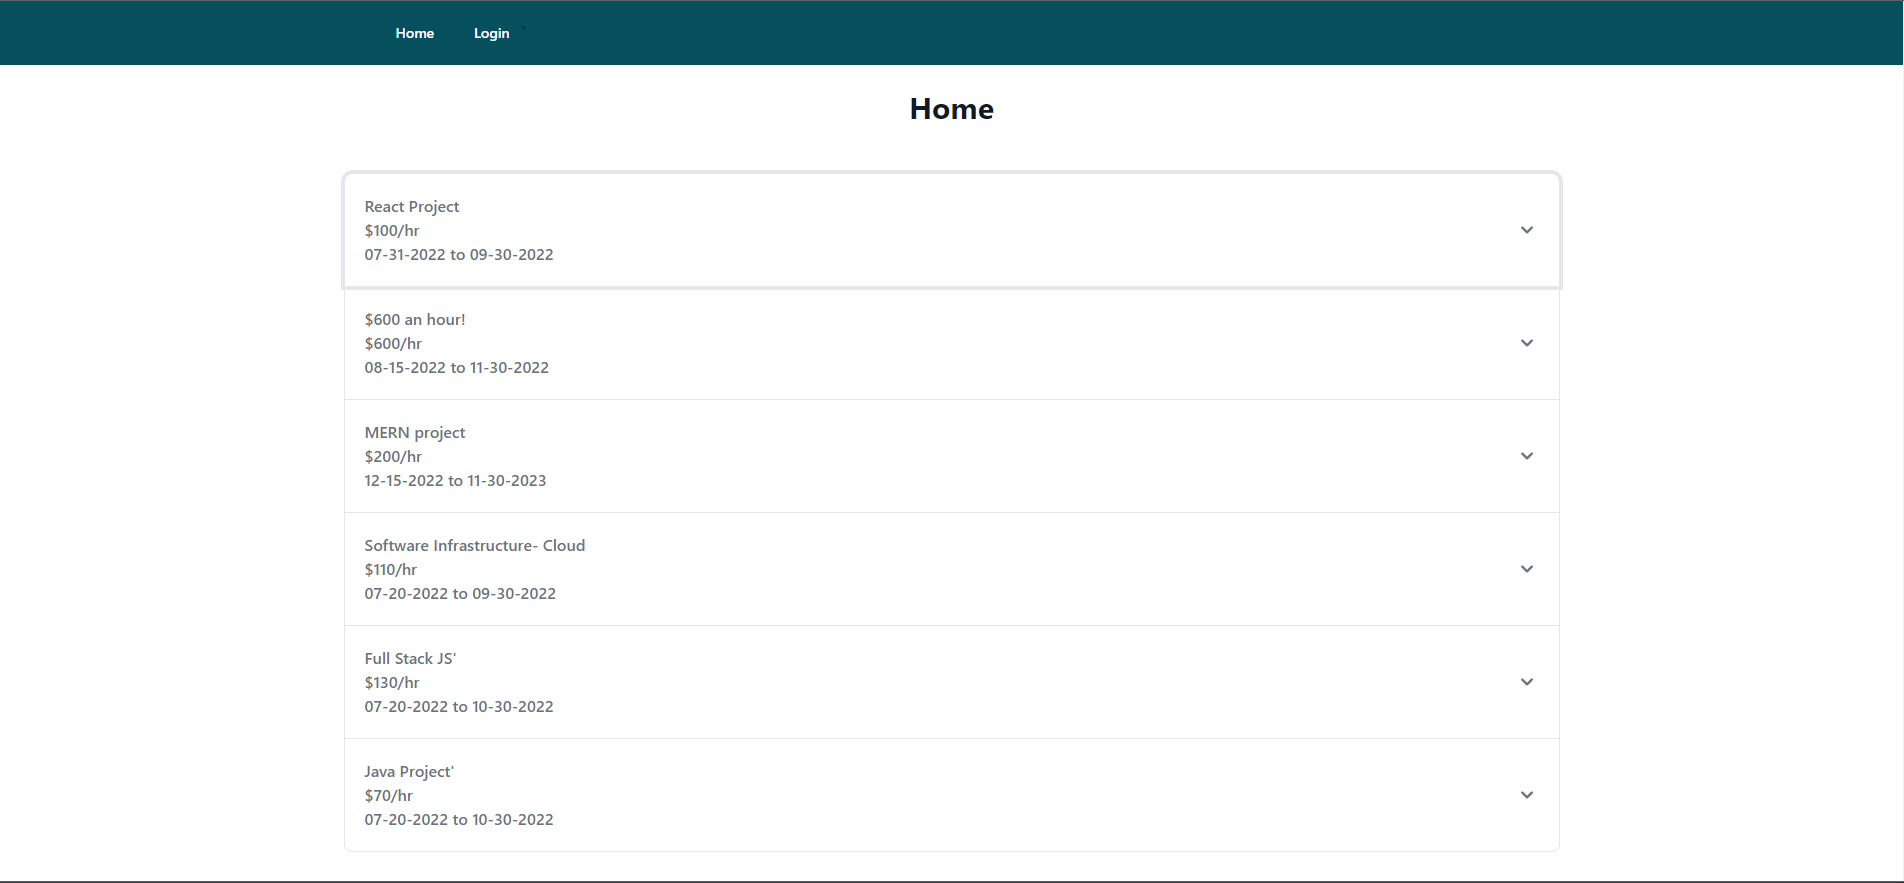 Home Login `
Home
React Project
$100/hr
07-31-2022 to 09-30-2022
$600 an hour!
$600/hr
08-15-2022 to 11-30-2022
MERN project
$200/hr
12-15-2022 to 11-30-2023
Software Infrastructure- Cloud
$110/hr
07-20-2022 to 09-30-2022
Full Stack JS'
$130/hr
07-20-2022 to 10-30-2022
Java Project'
$70/hr
07-20-2022 to 10-30-2022